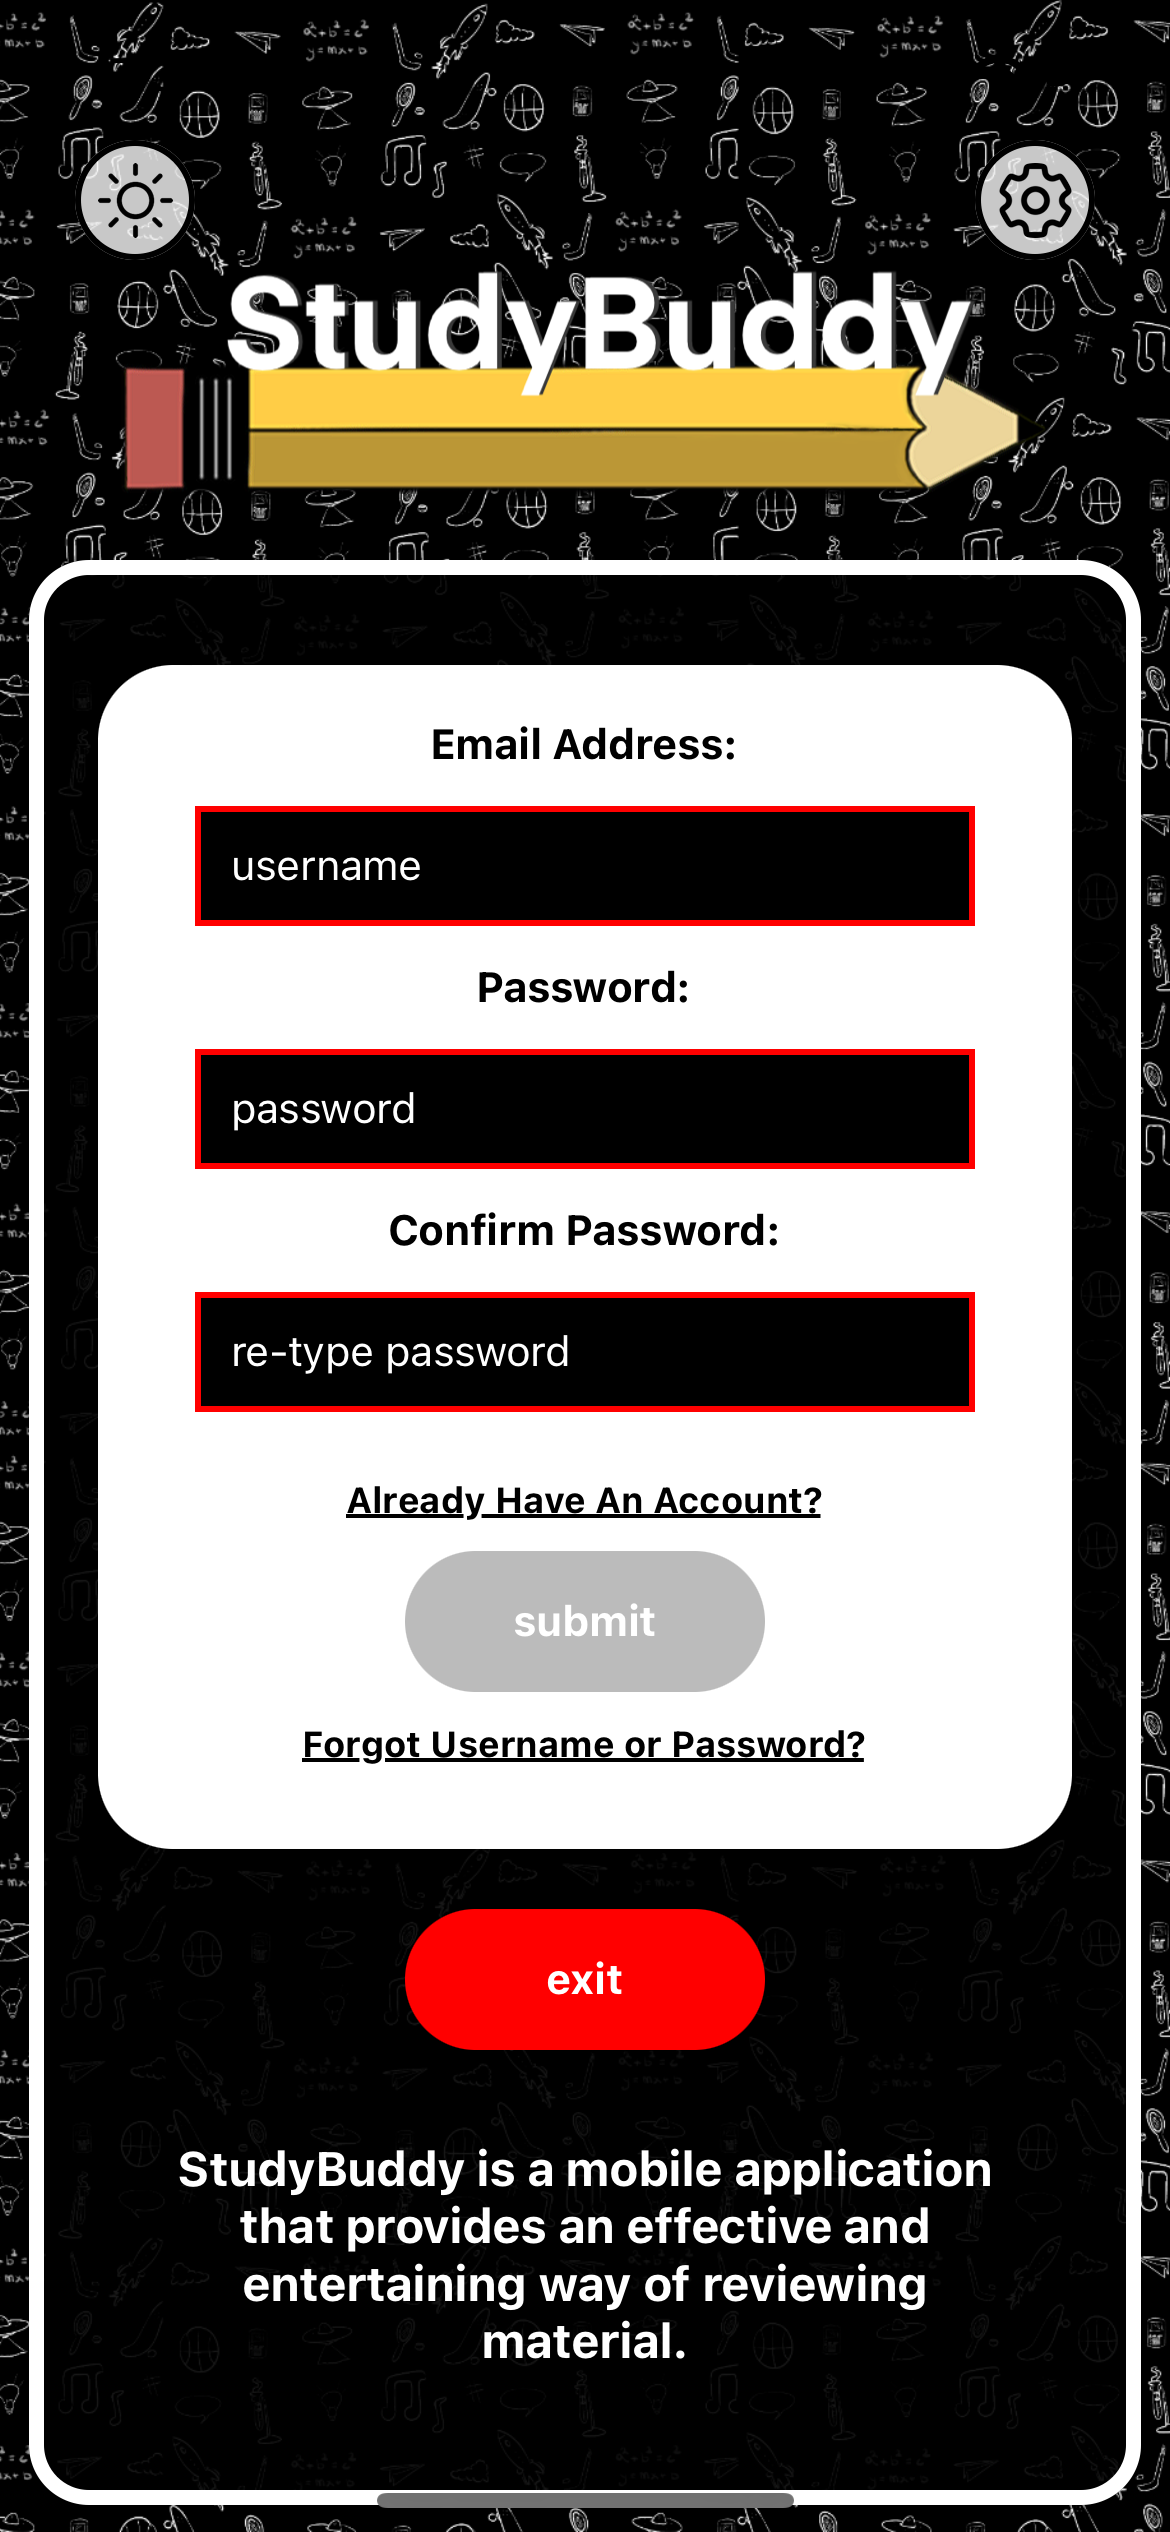 StudyBuddy
Email Address:
username
Password:
password
Confirm Password:
re-type password
Already Have An Account?
submit
Forgot Username or Password?
exit
StudyBuddy is a mobile application
that provides an effective and
entertaining way of reviewing
material.